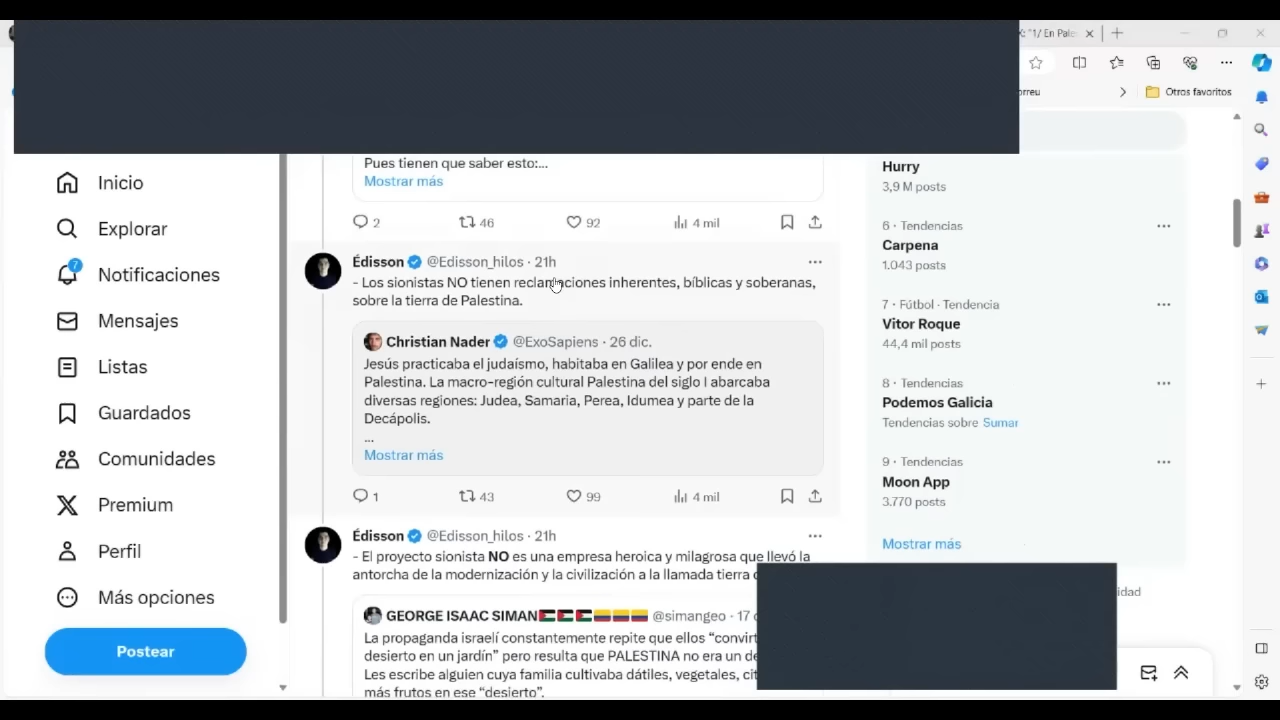 "1/ En Pale
orreu
Otros favoritos
Inicio
Explorar
7
Notificaciones
Mensajes
Listas
Guardados
Comunidades
Premium
Perfil
Más opciones
Postear
Pues tienen que saber esto:...
Mostrar más
2 46 92 4 mil
Édisson @Edisson_hilos · 21h
- Los sionistas NO tienen reclamaciones inherentes, bíblicas y soberanas,
sobre la tierra de Palestina.
Christian Nader @ExoSapiens · 26 dic.
Jesús practicaba el judaísmo, habitaba en Galilea y por ende en
Palestina. La macro-región cultural Palestina del siglo I abarcaba
diversas regiones: Judea, Samaria, Perea, Idumea y parte de la
Decápolis.
...
Mostrar más
1 43 99 4 mil
Édisson @Edisson_hilos · 21h
- El proyecto sionista NO es una empresa heroica y milagrosa que llevó la
antorcha de la modernización y la civilización a la llamada tierra
GEORGE ISAAC SIMAN🇵🇸🇵🇸🇵🇸🇨🇴🇨🇴🇨🇴 @simangeo · 17
La propaganda israelí constantemente repite que ellos “convirt
desierto en un jardín” pero resulta que PALESTINA no era un de
Les escribe alguien cuya familia cultivaba dátiles, vegetales, cit
más frutos en ese “desierto”.
Hurry
3,9 M posts
6 · Tendencias
Carpena
1.043 posts
7 · Fútbol · Tendencia
Vitor Roque
44,4 mil posts
8 · Tendencias
Podemos Galicia
Tendencias sobre Sumar
9 · Tendencias
Moon App
3.770 posts
Mostrar más
idad